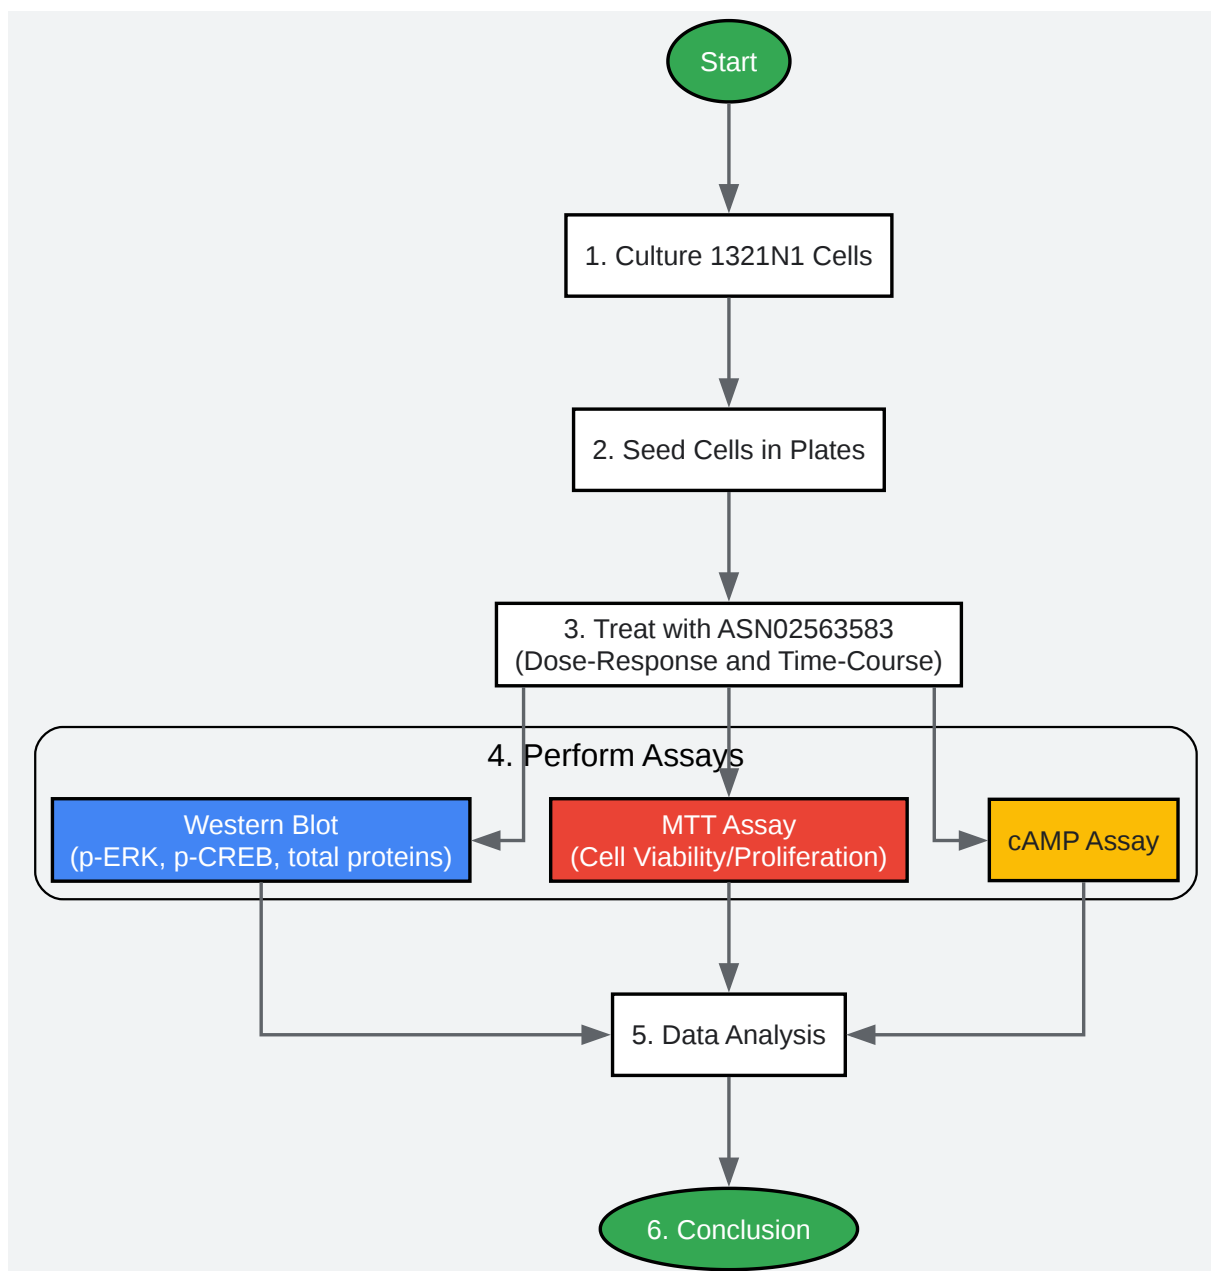 Start
1. Culture 1321N1 Cells
2. Seed Cells in Plates
3. Treat with ASN02563583
(Dose-Response and Time-Course)
4. Perform Assays
Western Blot
(p-ERK, p-CREB, total proteins)
MTT Assay
(Cell Viability/Proliferation)
cAMP Assay
5. Data Analysis
6. Conclusion